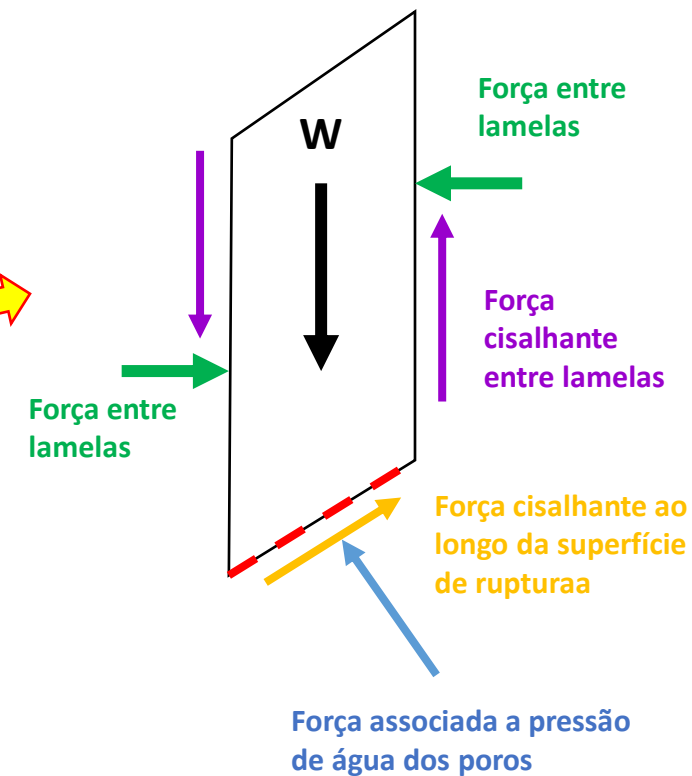 Força entre
lamelas
W
Força
cisalhante
entre lamelas
Força entre
lamelas
Força cisalhante ao
longo da superfície
de rupturaa
Força associada a pressão
de água dos poros